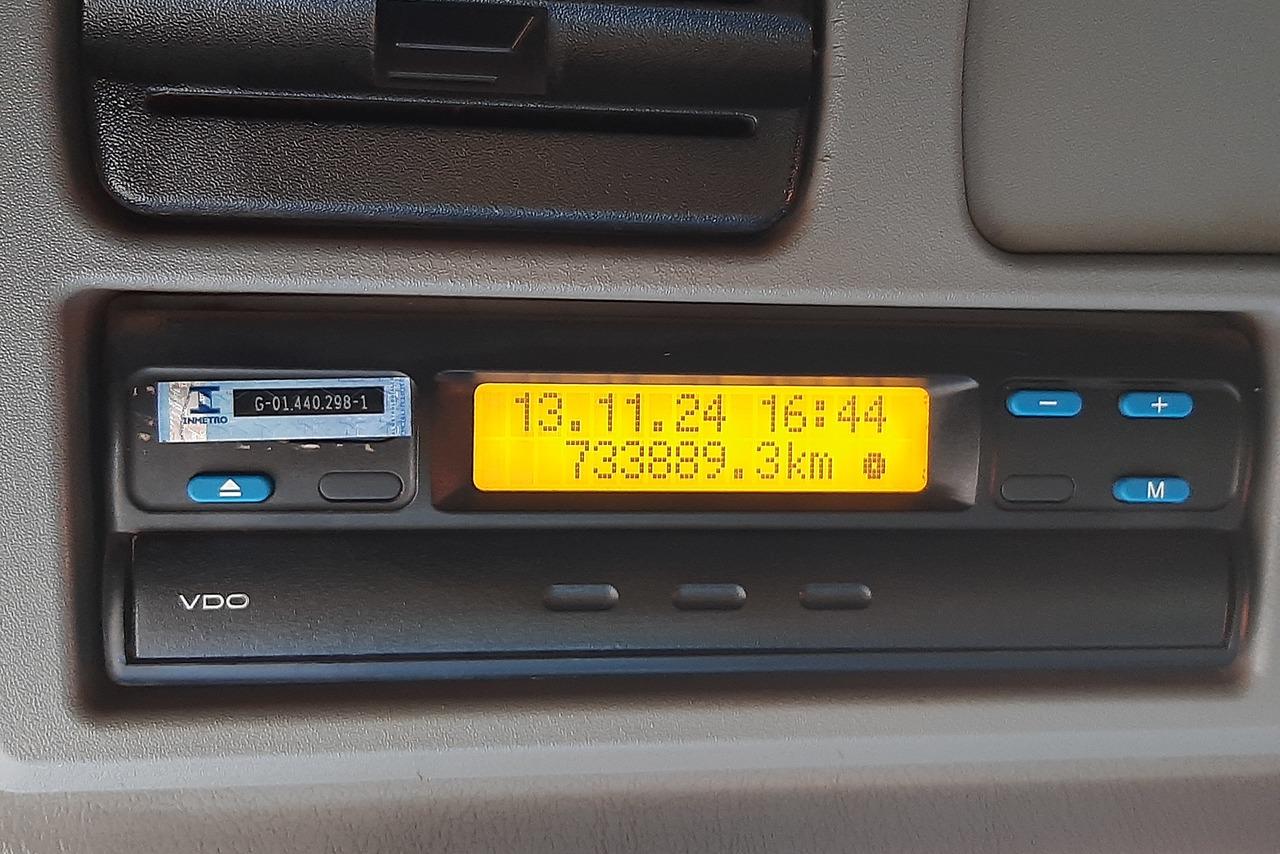 INMETRO
G-01.440.298-1
13.11.24 16:44
733889.3km
- +
M
VDO